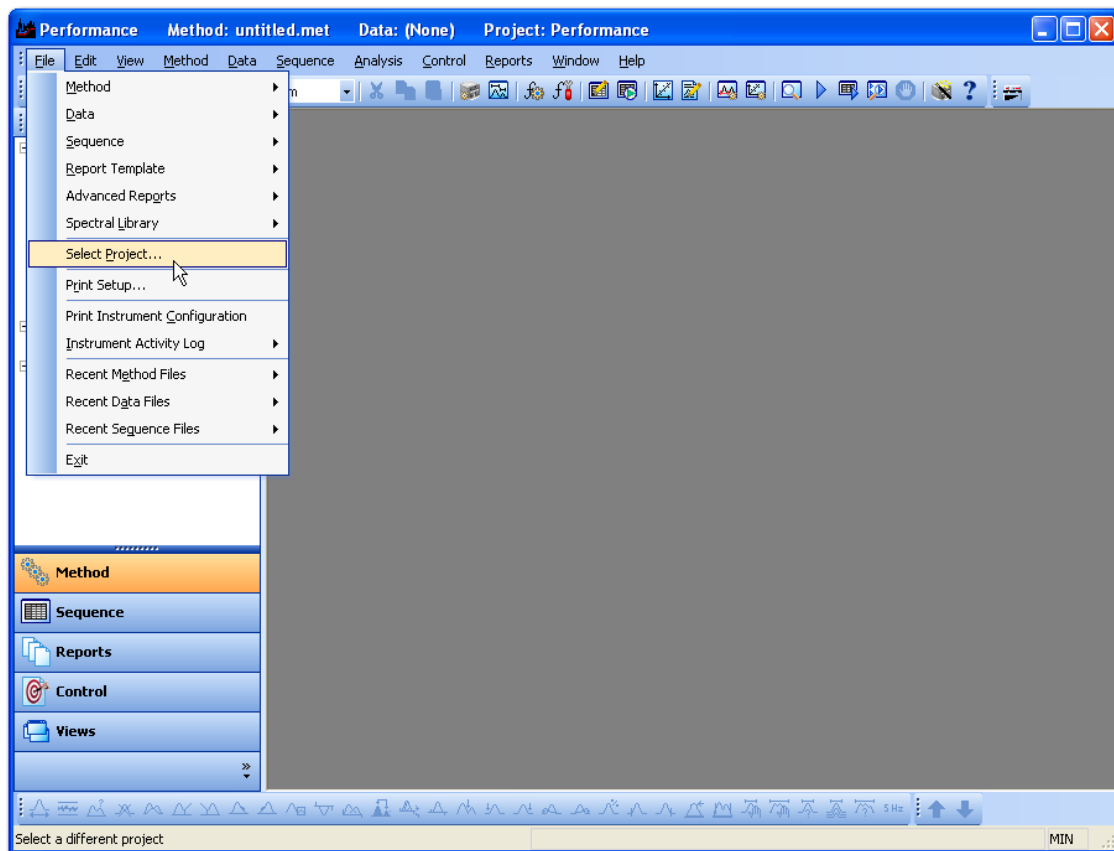 Performance Method: untitled.met Data: (None) Project: Performance
File Edit View Method Data Sequence Analysis Control Reports Window Help
m
Method
Data
Sequence
Report Template
Advanced Reports
Spectral Library
Select Project...
Print Setup...
Print Instrument Configuration
Instrument Activity Log
Recent Method Files
Recent Data Files
Recent Sequence Files
Exit
Method
Sequence
Reports
Control
Views
5 Hz
Select a different project MIN